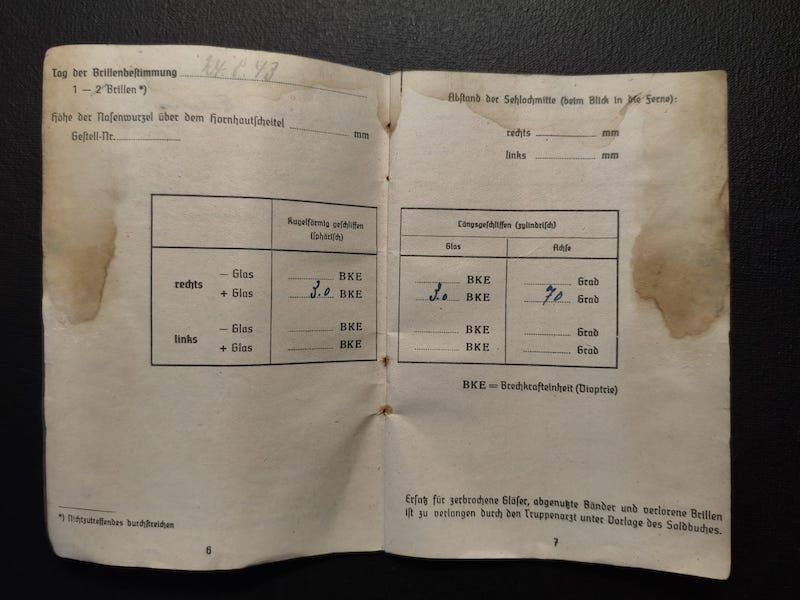 Tag der Brillenbestimmung
1 — 2 Brillen *)
Höhe der Nasenwurzel über dem Hornhautscheitel mm
Gestell-Nr.
Kugelförmig geschliffen
(sphärisch)
rechts
— Glas BKE
+ Glas 3.0 BKE
links
— Glas BKE
+ Glas BKE
*) Nichtzutreffendes durchstreichen
6
Abstand der Sehlochmitte (beim Blick in die Ferne):
rechts mm
links mm
Längsgeschliffen (zylindrisch)
Glas Achse
BKE Grad
3.0 BKE 70 Grad
BKE Grad
BKE Grad
BKE = Brechkrafteinheit (Dioptrie)
Ersatz für zerbrochene Gläser, abgenutzte Bänder und verlorene Brillen
ist zu verlangen durch den Truppenarzt unter Vorlage des Soldbuches.
7